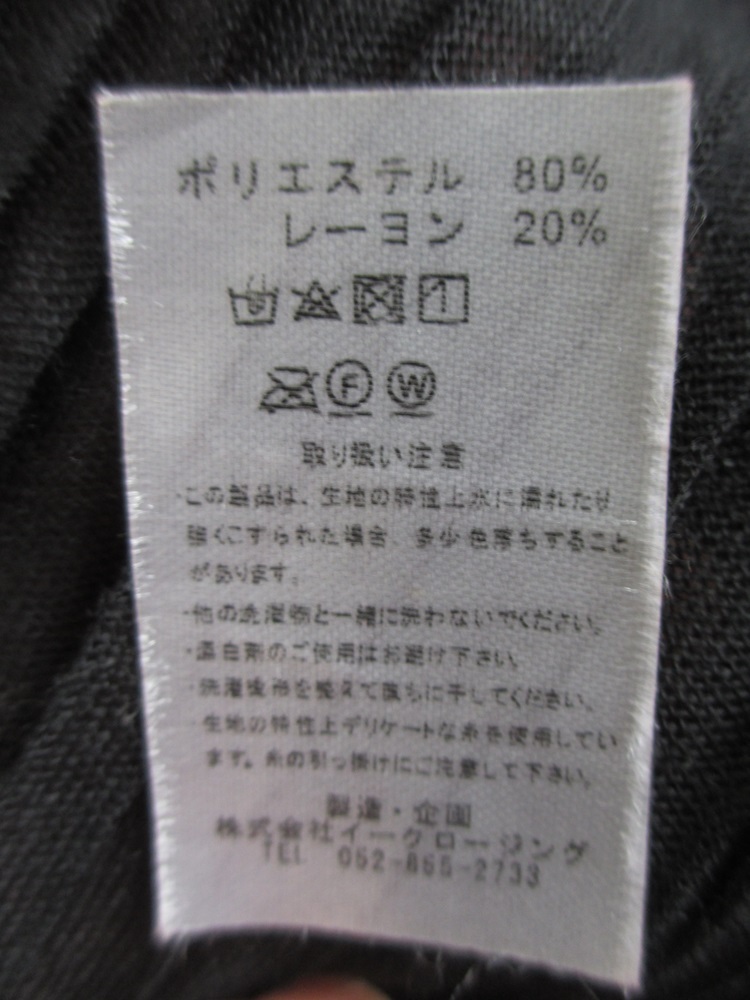 ポリエステル 80%
レーヨン 20%
F W
取り扱い注意
・この製品は、生地の特性上水に濡れたり
強くこすられた場合、多少色落ちすること
があります。
・他の洗濯物と一緒に洗わないでください。
・漂白剤のご使用はお避け下さい。
・洗濯後形を整えて直ちに干してください。
・生地の特性上デリケートな糸を使用してい
ます。糸の引っ掛けにご注意して下さい。
製造・企画
株式会社イークロージング
TEL 052-856-2733